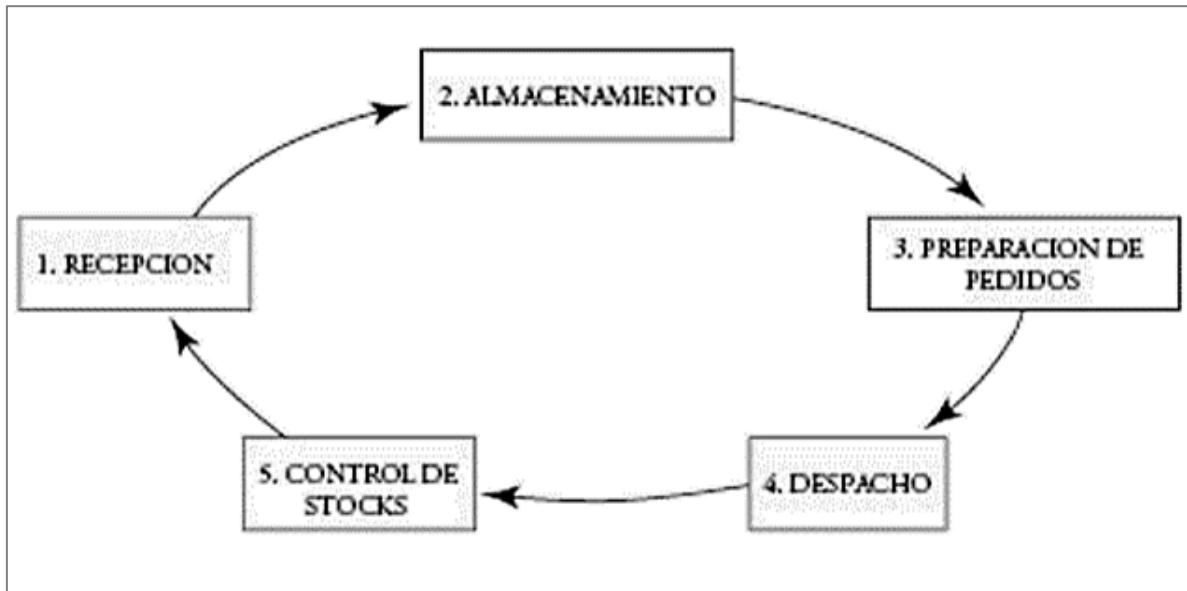 1. RECEPCION
2. ALMACENAMIENTO
3. PREPARACION DE
PEDIDOS
4. DESPACHO
5. CONTROL DE
STOCKS